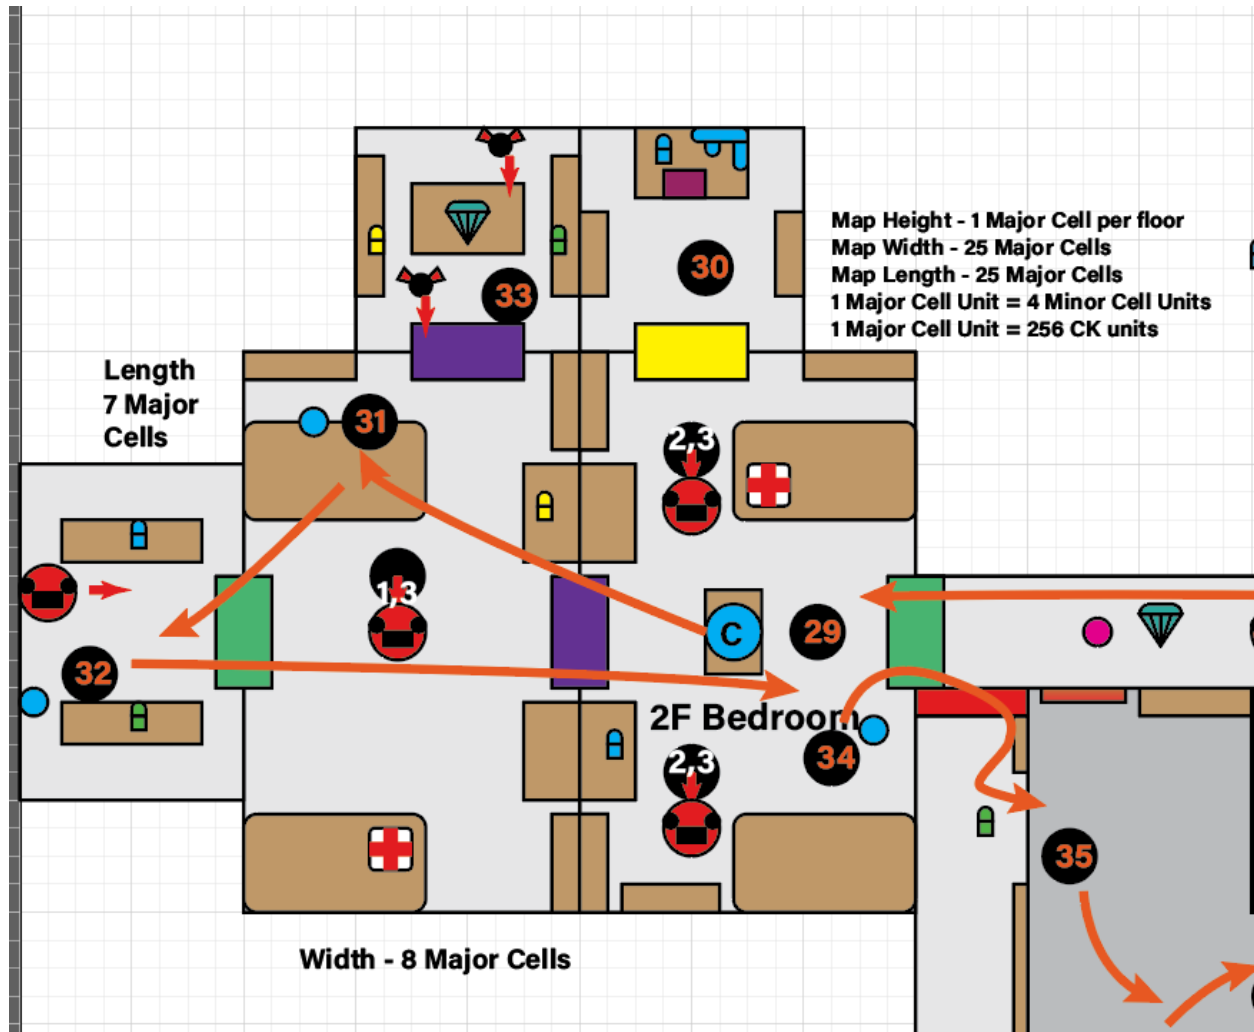 33
30
Map Height - 1 Major Cell per floor
Map Width - 25 Major Cells
Map Length - 25 Major Cells
1 Major Cell Unit = 4 Minor Cell Units
1 Major Cell Unit = 256 CK units
Length
7 Major
Cells
31
2,3
1,3
C
29
32
2F Bedroom
34
2,3
35
Width - 8 Major Cells